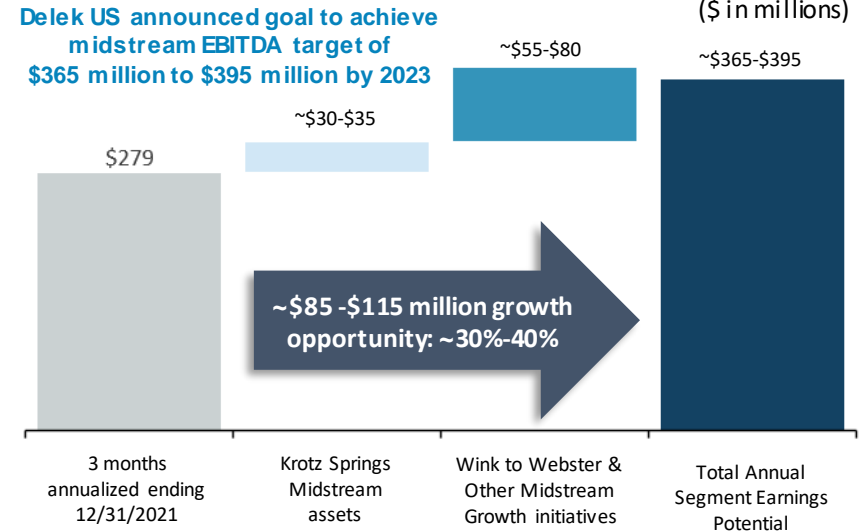 Delek US announced goal to achieve
midstream EBITDA target of
$365 million to $395 million by 2023
($ in millions)
$279
~$30-$35
~$55-$80
~$365-$395
~$85 -$115 million growth
opportunity: ~30%-40%
3 months
annualized ending
12/31/2021
Krotz Springs
Midstream
assets
Wink to Webster &
Other Midstream
Growth initiatives
Total Annual
Segment Earnings
Potential